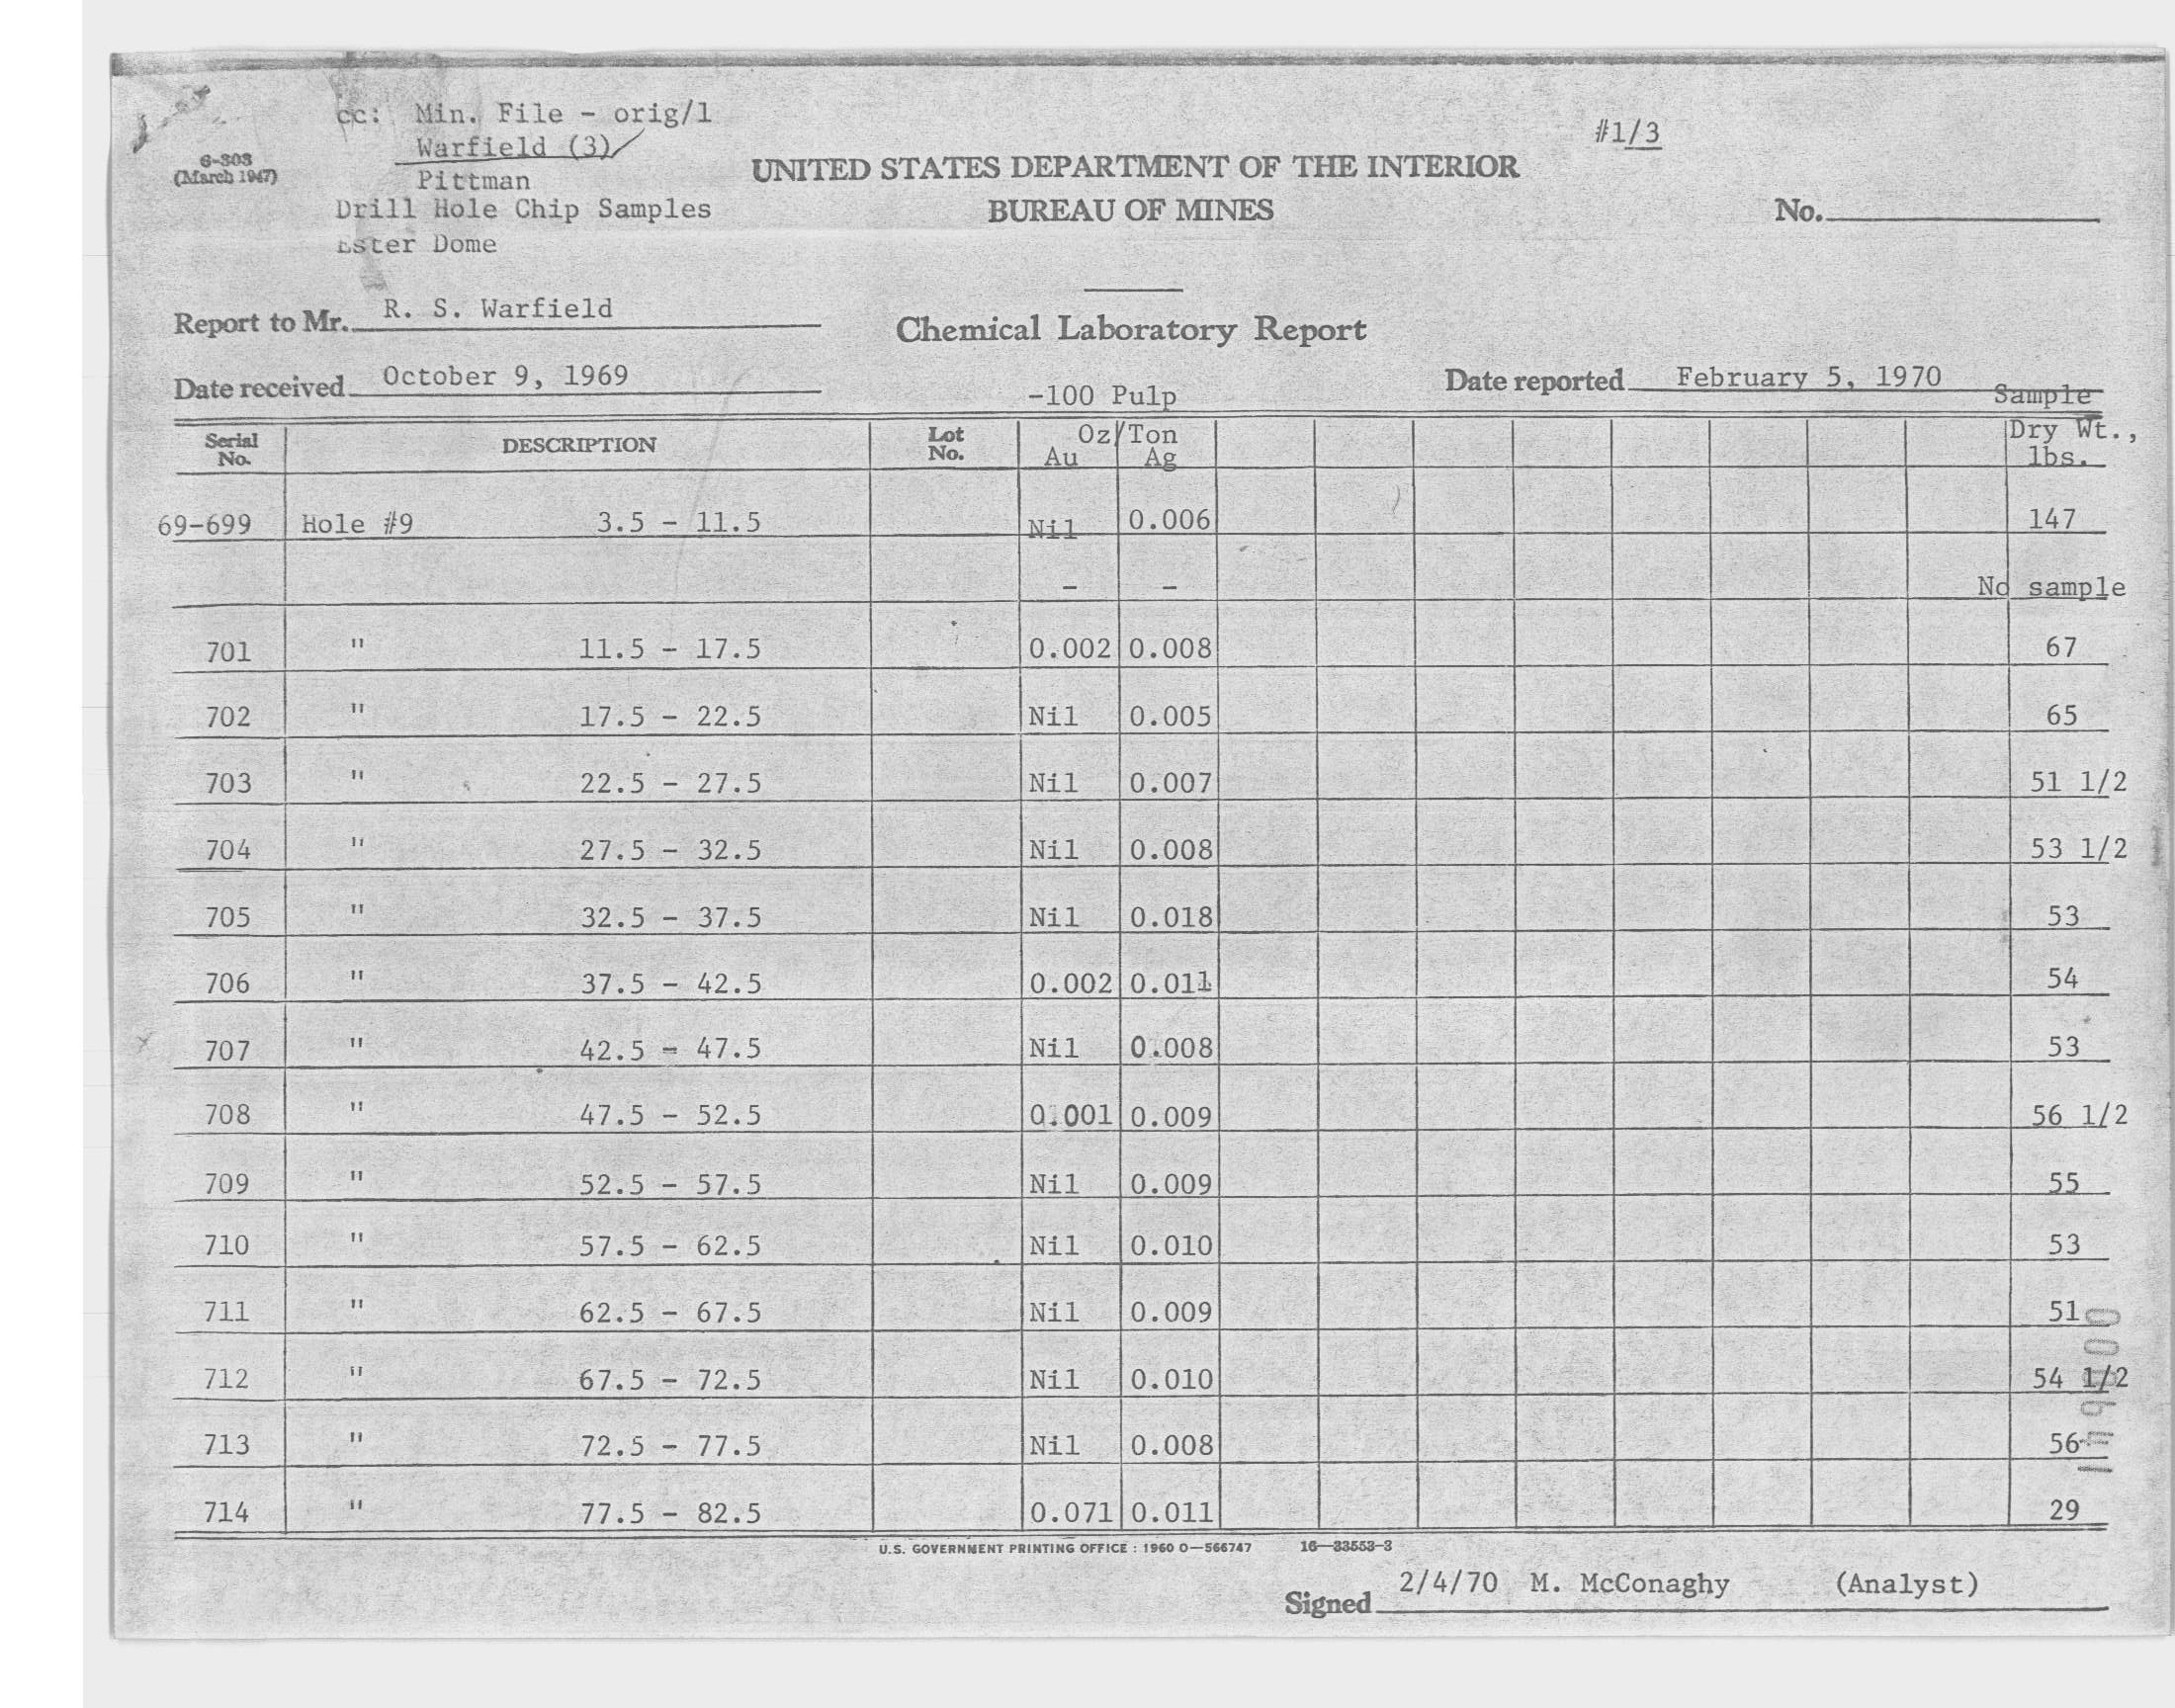 cc: Min. File - orig/1
Warfield (3)
Pittman
Drill Hole Chip Samples
Ester Dome
6-303
(March 1947)
#1/3
UNITED STATES DEPARTMENT OF THE INTERIOR
BUREAU OF MINES
No.
Report to Mr. R. S. Warfield
Chemical Laboratory Report
Date received October 9, 1969
-100 Pulp
Date reported February 5, 1970
Serial No. DESCRIPTION Lot No. Oz/Ton Au Ag Sample Dry Wt., lbs.
69-699 Hole #9 3.5 - 11.5 Nil 0.006 147
- - No sample
701 " 11.5 - 17.5 0.002 0.008 67
702 " 17.5 - 22.5 Nil 0.005 65
703 " 22.5 - 27.5 Nil 0.007 51 1/2
704 " 27.5 - 32.5 Nil 0.008 53 1/2
705 " 32.5 - 37.5 Nil 0.018 53
706 " 37.5 - 42.5 0.002 0.011 54
707 " 42.5 - 47.5 Nil 0.008 53
708 " 47.5 - 52.5 0.001 0.009 56 1/2
709 " 52.5 - 57.5 Nil 0.009 55
710 " 57.5 - 62.5 Nil 0.010 53
711 " 62.5 - 67.5 Nil 0.009 51
712 " 67.5 - 72.5 Nil 0.010 54 1/2
713 " 72.5 - 77.5 Nil 0.008 56
714 " 77.5 - 82.5 0.071 0.011 29
U.S. GOVERNMENT PRINTING OFFICE : 1960 O—566747 16—33553-3
Signed 2/4/70 M. McConaghy (Analyst)